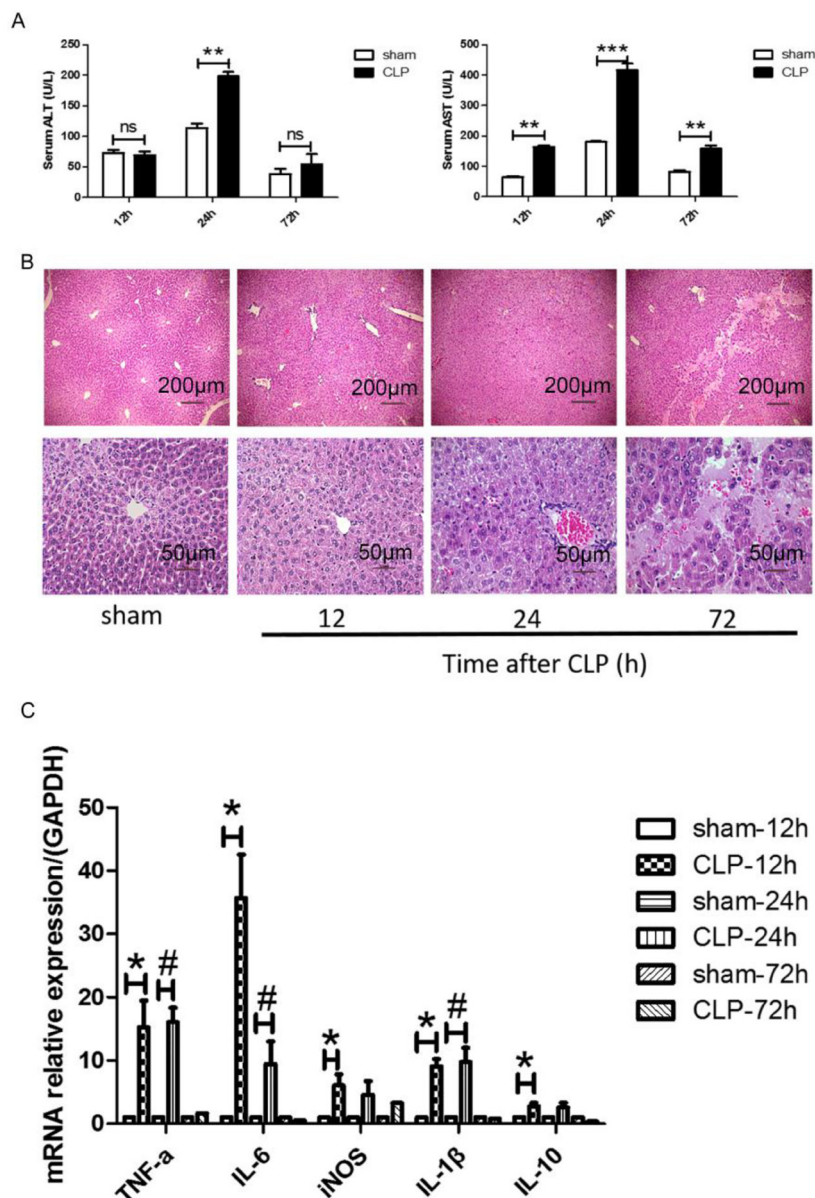 A
Serum ALT (U/L)
250
200
150
100
50
0
ns
**
ns
12h
24h
72h
sham
CLP
Serum AST (U/L)
500
400
300
200
100
0
**
***
**
12h
24h
72h
sham
CLP
B
200µm
200µm
200µm
200µm
50µm
50µm
50µm
50µm
sham
12
24
72
Time after CLP (h)
C
mRNA relative expression/(GAPDH)
50
40
30
20
10
0
*
#
*
#
*
*
#
*
TNF-a
IL-6
iNOS
IL-1β
IL-10
sham-12h
CLP-12h
sham-24h
CLP-24h
sham-72h
CLP-72h